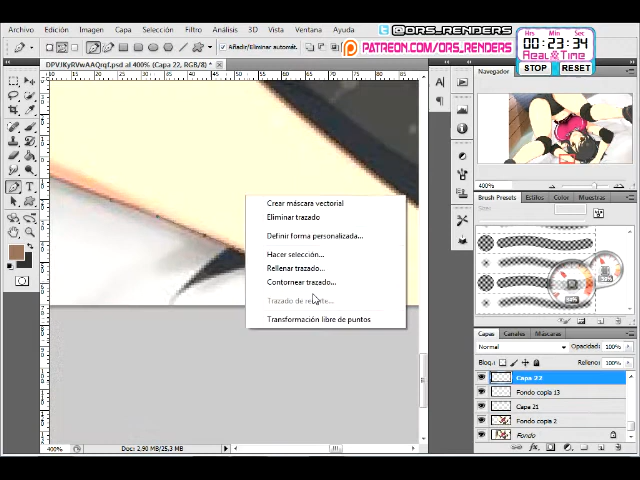 Archivo Edición Imagen Capa Selección Filtro Análisis 3D Vista Ventana Ayuda
@ORS_RENDERS
PATREON.COM/ORS_RENDERS
Hrs Min Sec
00:23:34
Real & Time
STOP RESET
Añadir/Eliminar automát.
DPVJKyRVwAAQrqf.psd al 400% (Capa 22, RGB/8) *
Navegador
400%
Brush Presets Estilos Color Muestras
Size:
Crear máscara vectorial
Eliminar trazado
Definir forma personalizada...
Hacer selección...
Rellenar trazado...
Contornear trazado...
Transformación libre de puntos
Capas Canales Máscaras
Normal Opacidad: 100%
Bloq.: Relleno: 100%
Capa 22
Fondo copia 13
Capa 21
Fondo copia 2
Fondo
400% Doc: 2,90 MB/25,3 MB